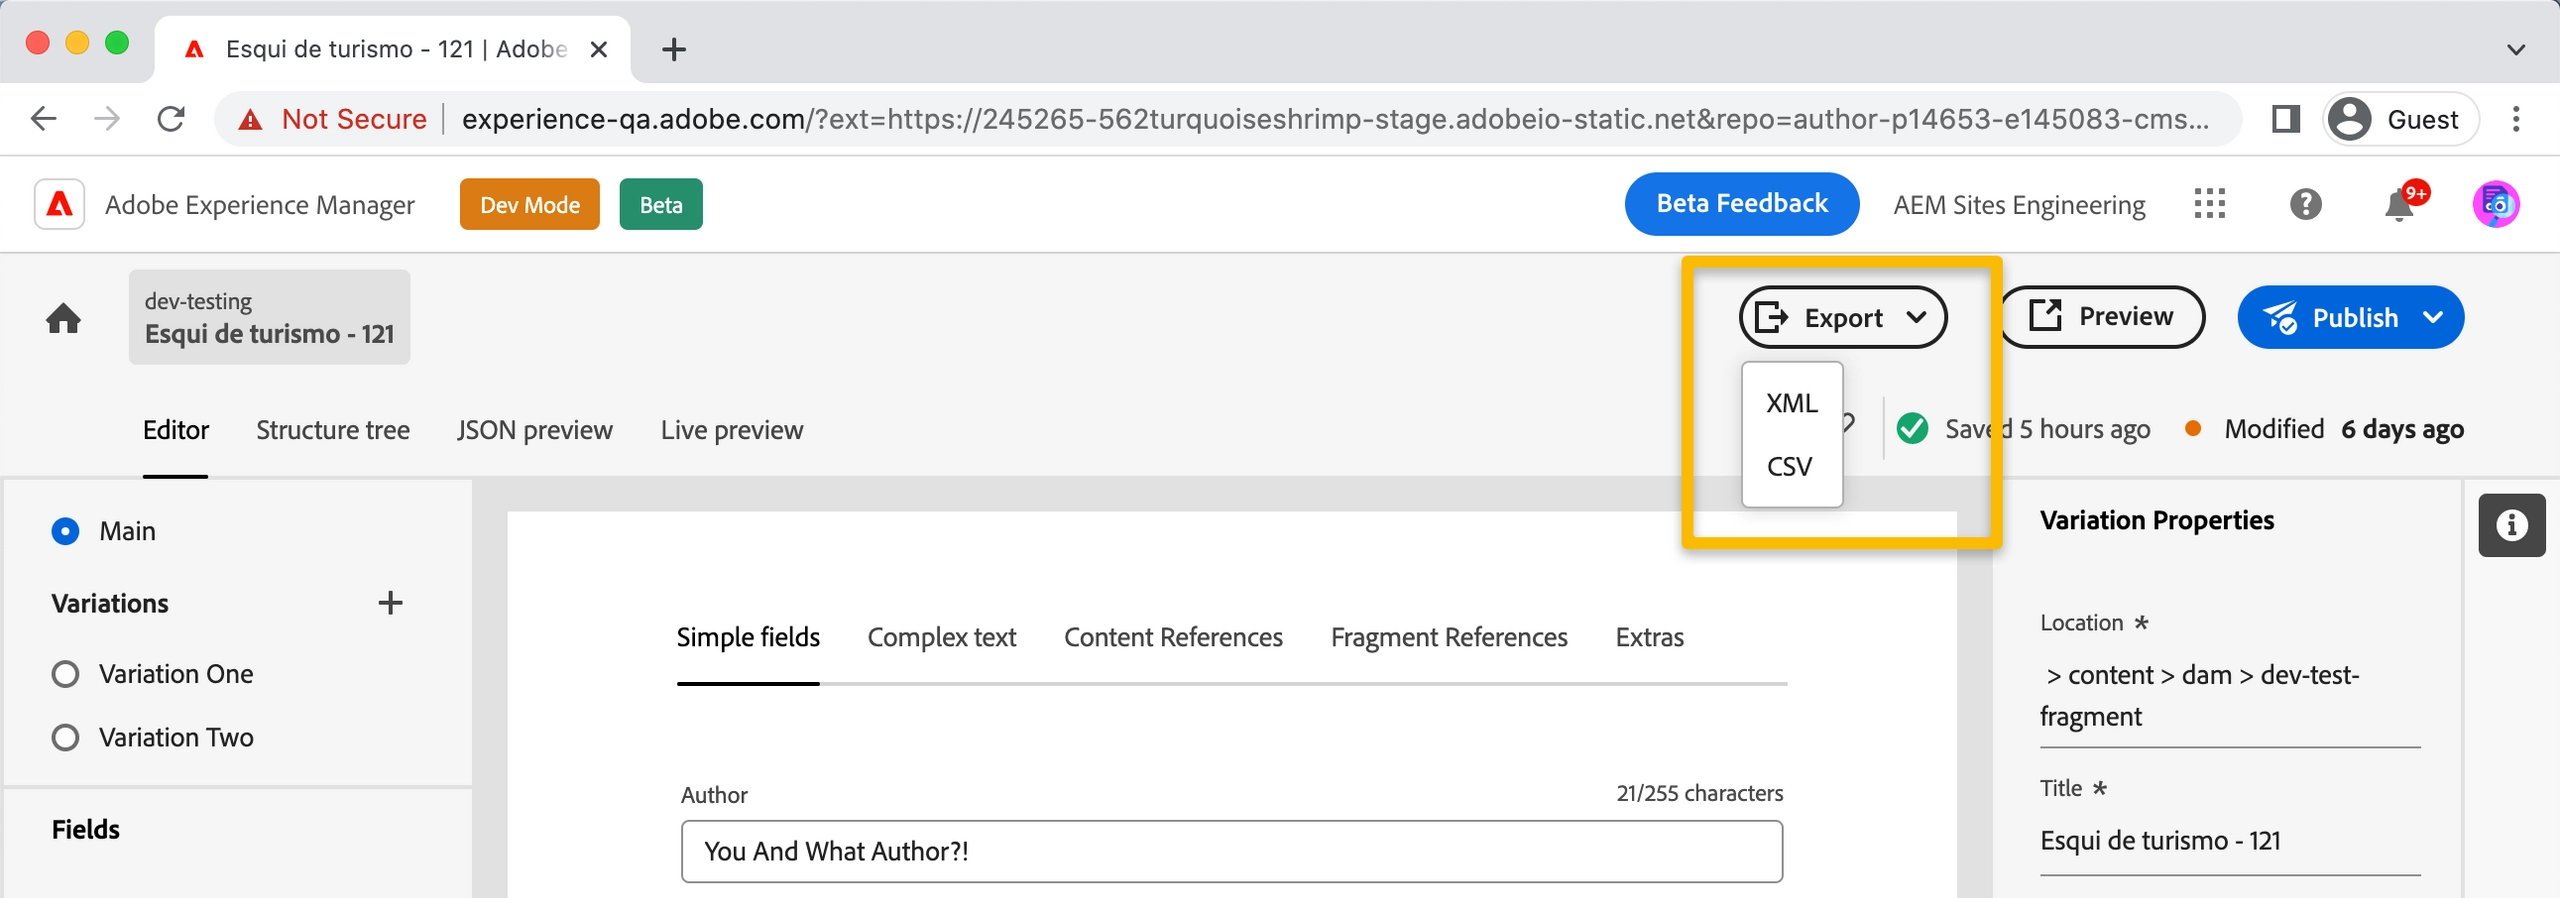 Esqui de turismo - 121 | Adobe
Not Secure
experience-qa.adobe.com/?ext=https://245265-562turquoiseshrimp-stage.adobeio-static.net&repo=author-p14653-e145083-cms...
Guest
Adobe Experience Manager
Dev Mode
Beta
Beta Feedback
AEM Sites Engineering
9+
dev-testing
Esqui de turismo - 121
Export
Preview
Publish
XML
CSV
Editor
Structure tree
JSON preview
Live preview
Saved 5 hours ago
Modified 6 days ago
Main
Variations
Variation One
Variation Two
Fields
Simple fields
Complex text
Content References
Fragment References
Extras
Author
21/255 characters
You And What Author?!
Variation Properties
Location *
> content > dam > dev-test-
fragment
Title *
Esqui de turismo - 121